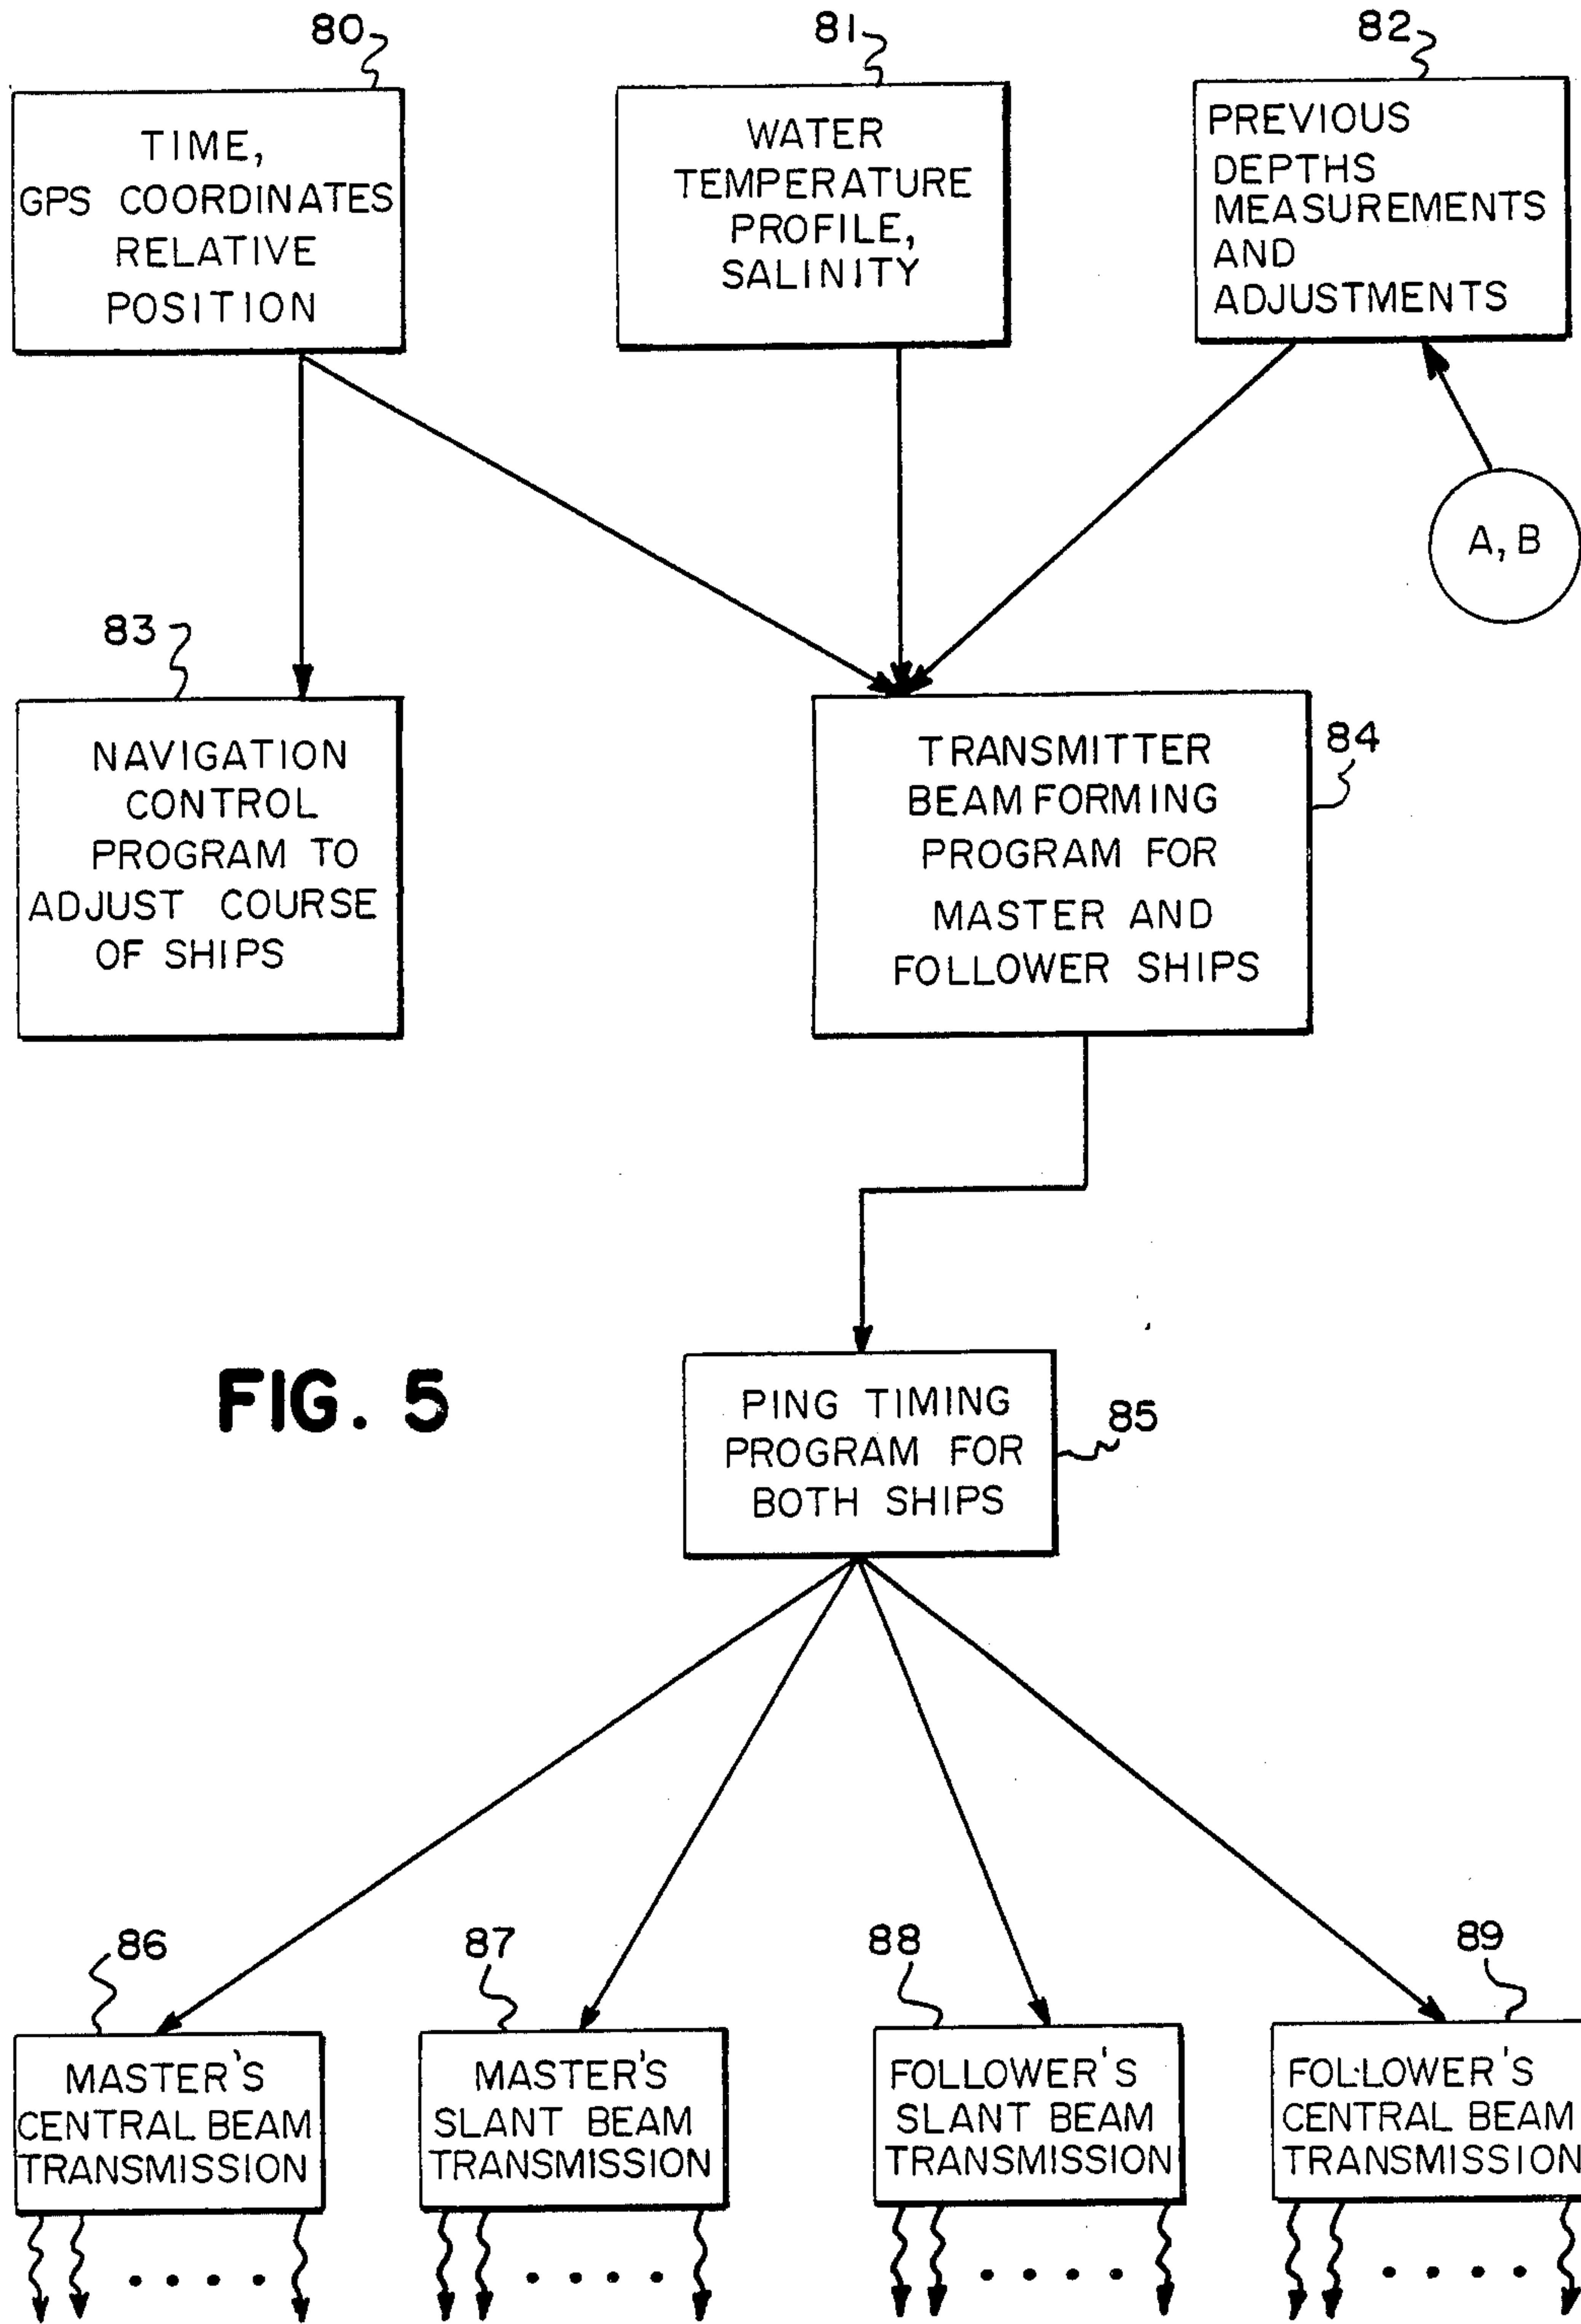 80
81
82
TIME,
GPS COORDINATES
RELATIVE
POSITION
WATER
TEMPERATURE
PROFILE,
SALINITY
PREVIOUS
DEPTHS
MEASUREMENTS
AND
ADJUSTMENTS
A, B
83
NAVIGATION
CONTROL
PROGRAM TO
ADJUST COURSE
OF SHIPS
84
TRANSMITTER
BEAMFORMING
PROGRAM FOR
MASTER AND
FOLLOWER SHIPS
FIG. 5
85
PING TIMING
PROGRAM FOR
BOTH SHIPS
86
MASTER'S
CENTRAL BEAM
TRANSMISSION
87
MASTER'S
SLANT BEAM
TRANSMISSION
88
FOLLOWER'S
SLANT BEAM
TRANSMISSION
89
FOLLOWER'S
CENTRAL BEAM
TRANSMISSION